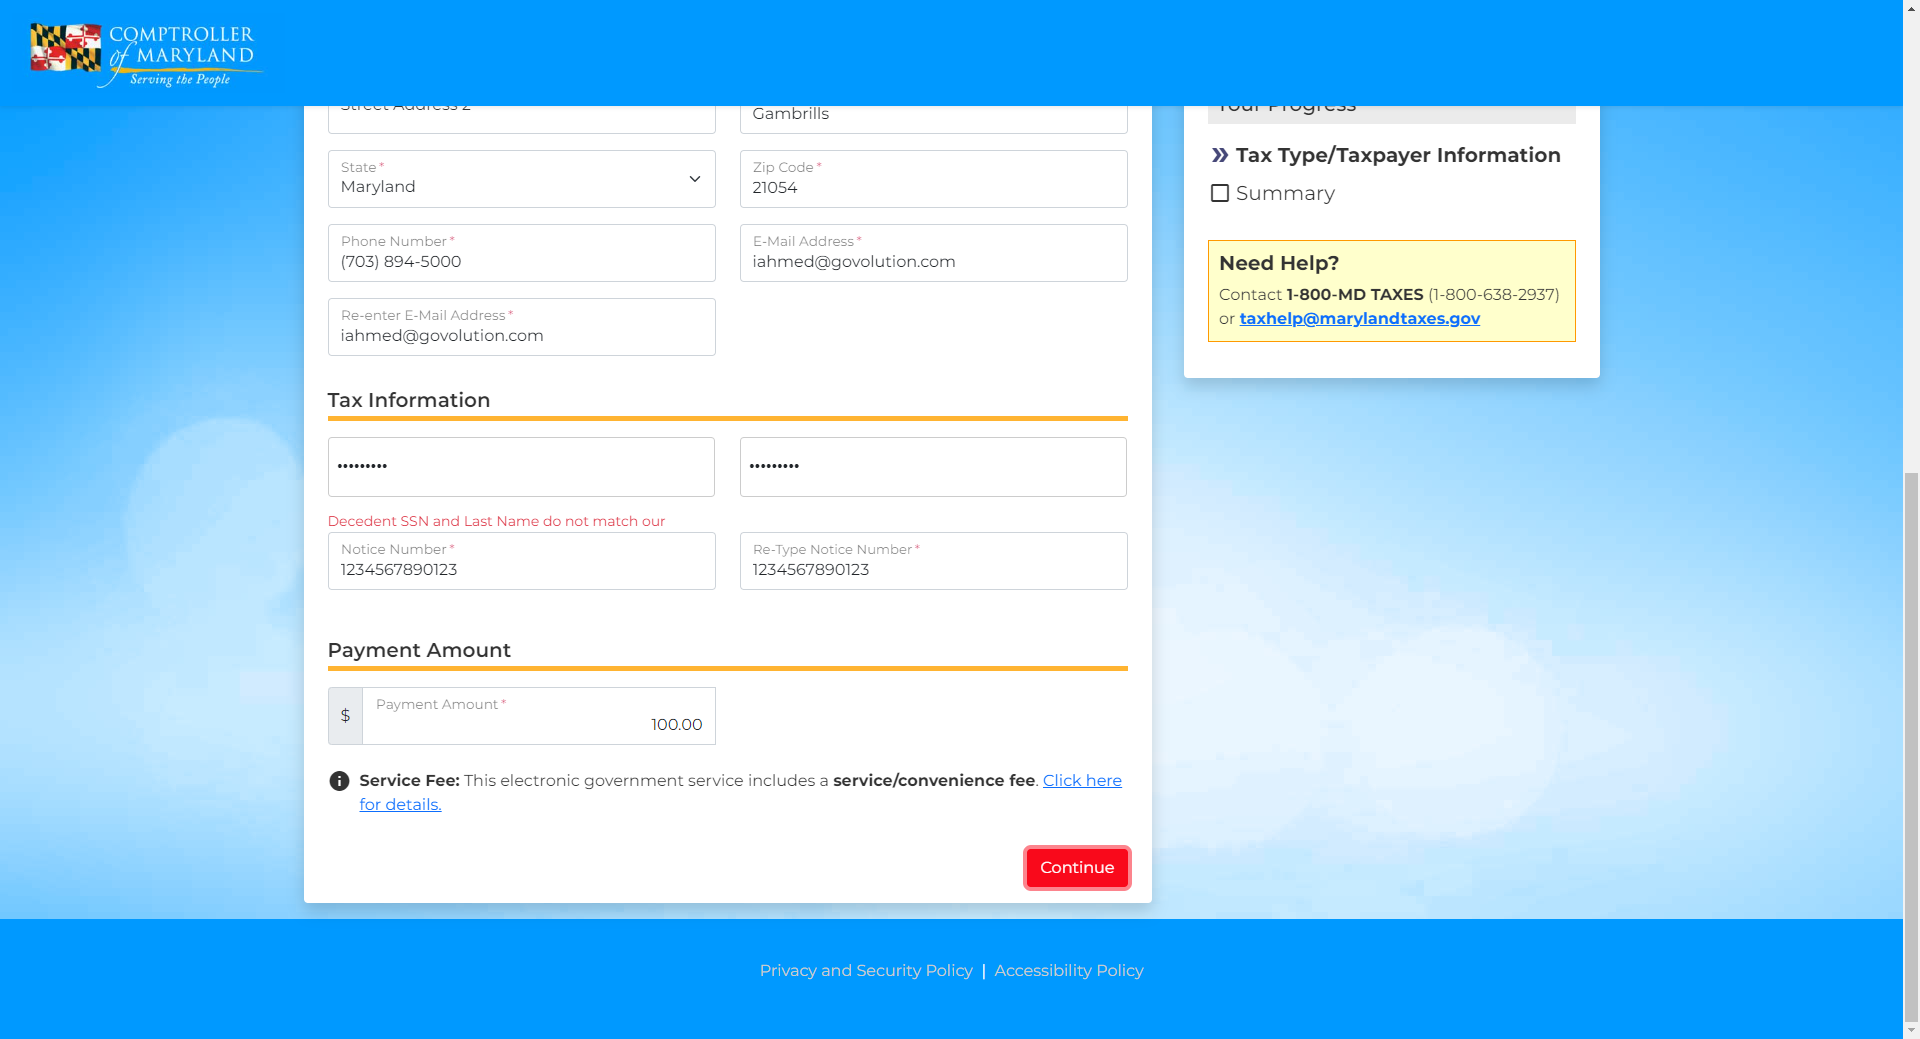 COMPTROLLER
of MARYLAND
Serving the People
Street Address 2
Gambrills
State *
Maryland
Zip Code *
21054
Phone Number *
(703) 894-5000
E-Mail Address *
iahmed@govolution.com
Re-enter E-Mail Address *
iahmed@govolution.com
Tax Information
•••••••••
•••••••••
Decedent SSN and Last Name do not match our
Notice Number *
1234567890123
Re-Type Notice Number *
1234567890123
Payment Amount
$
Payment Amount *
100.00
Service Fee: This electronic government service includes a service/convenience fee. Click here
for details.
Continue
Your Progress
Tax Type/Taxpayer Information
Summary
Need Help?
Contact 1-800-MD TAXES (1-800-638-2937)
or taxhelp@marylandtaxes.gov
Privacy and Security Policy | Accessibility Policy